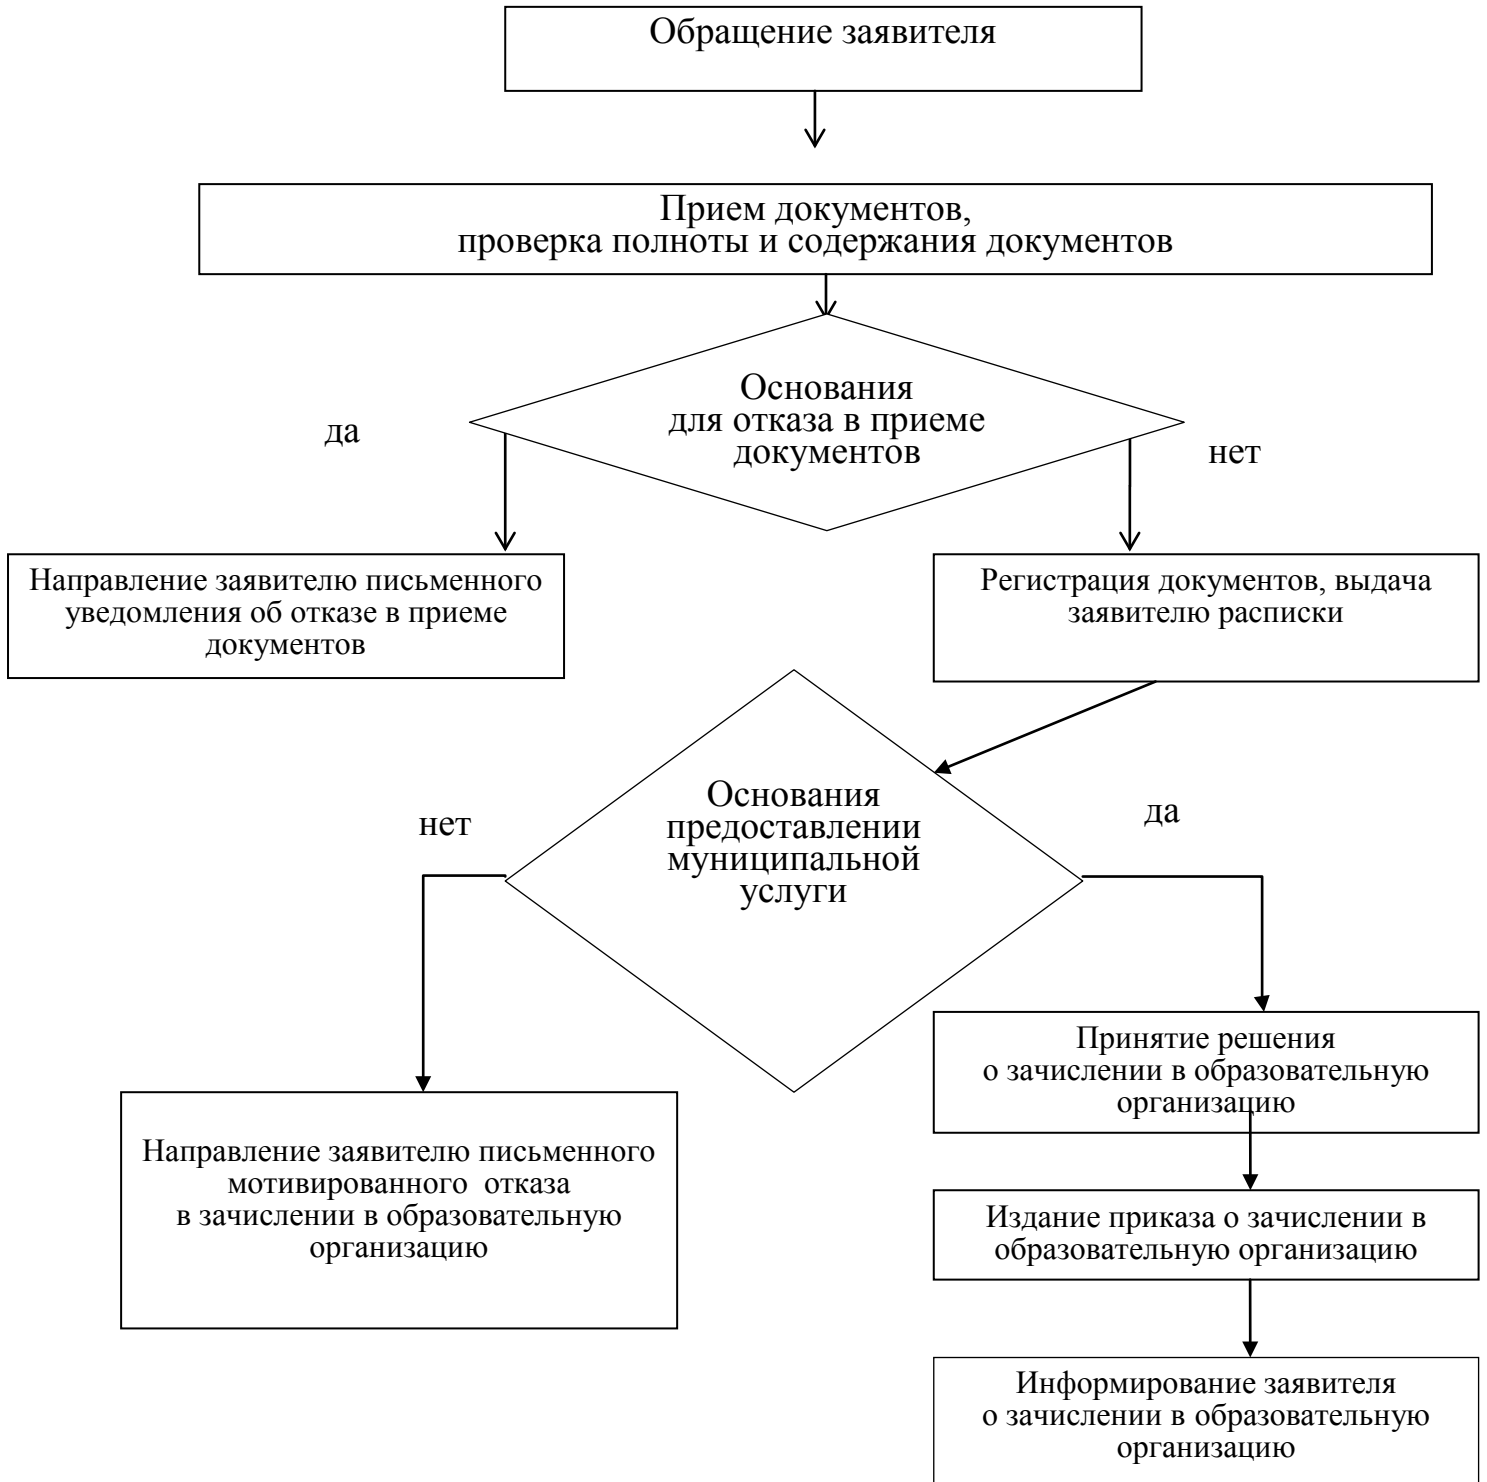 Обращение заявителя
Прием документов,
проверка полноты и содержания документов
Основания
для отказа в приеме
документов
да
нет
Направление заявителю письменного
уведомления об отказе в приеме
документов
Регистрация документов, выдача
заявителю расписки
Основания
предоставлении
муниципальной
услуги
нет
да
Принятие решения
о зачислении в образовательную
организацию
Направление заявителю письменного
мотивированного отказа
в зачислении в образовательную
организацию
Издание приказа о зачислении в
образовательную организацию
Информирование заявителя
о зачислении в образовательную
организацию